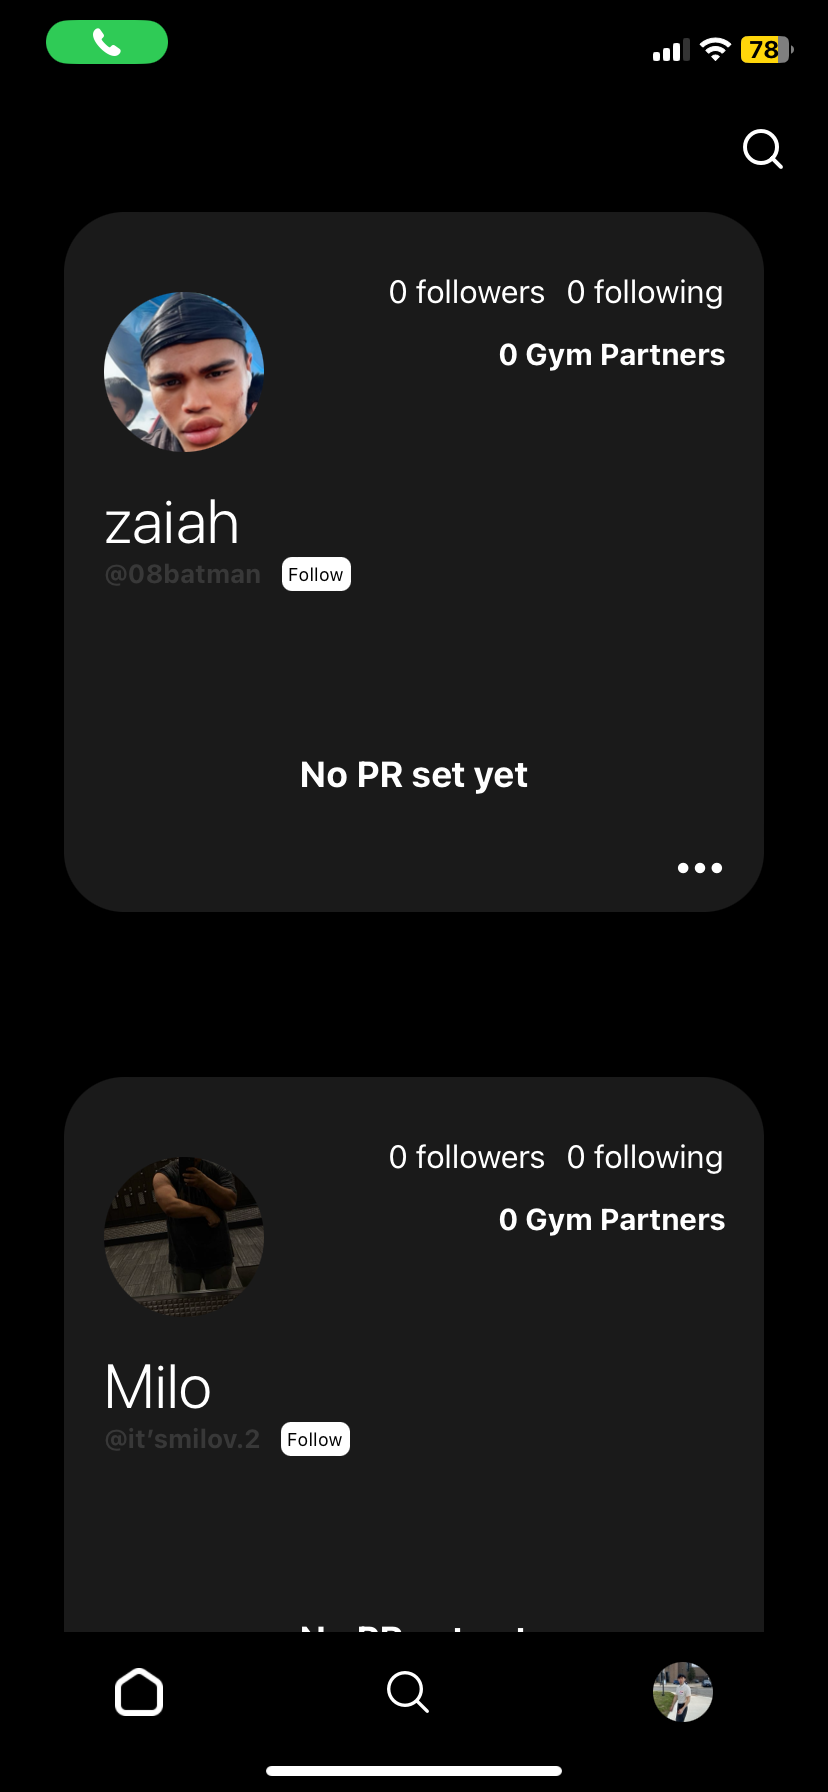 78
0 followers 0 following
0 Gym Partners
zaiah
@08batman Follow
No PR set yet
0 followers 0 following
0 Gym Partners
Milo
@it’smilov.2 Follow